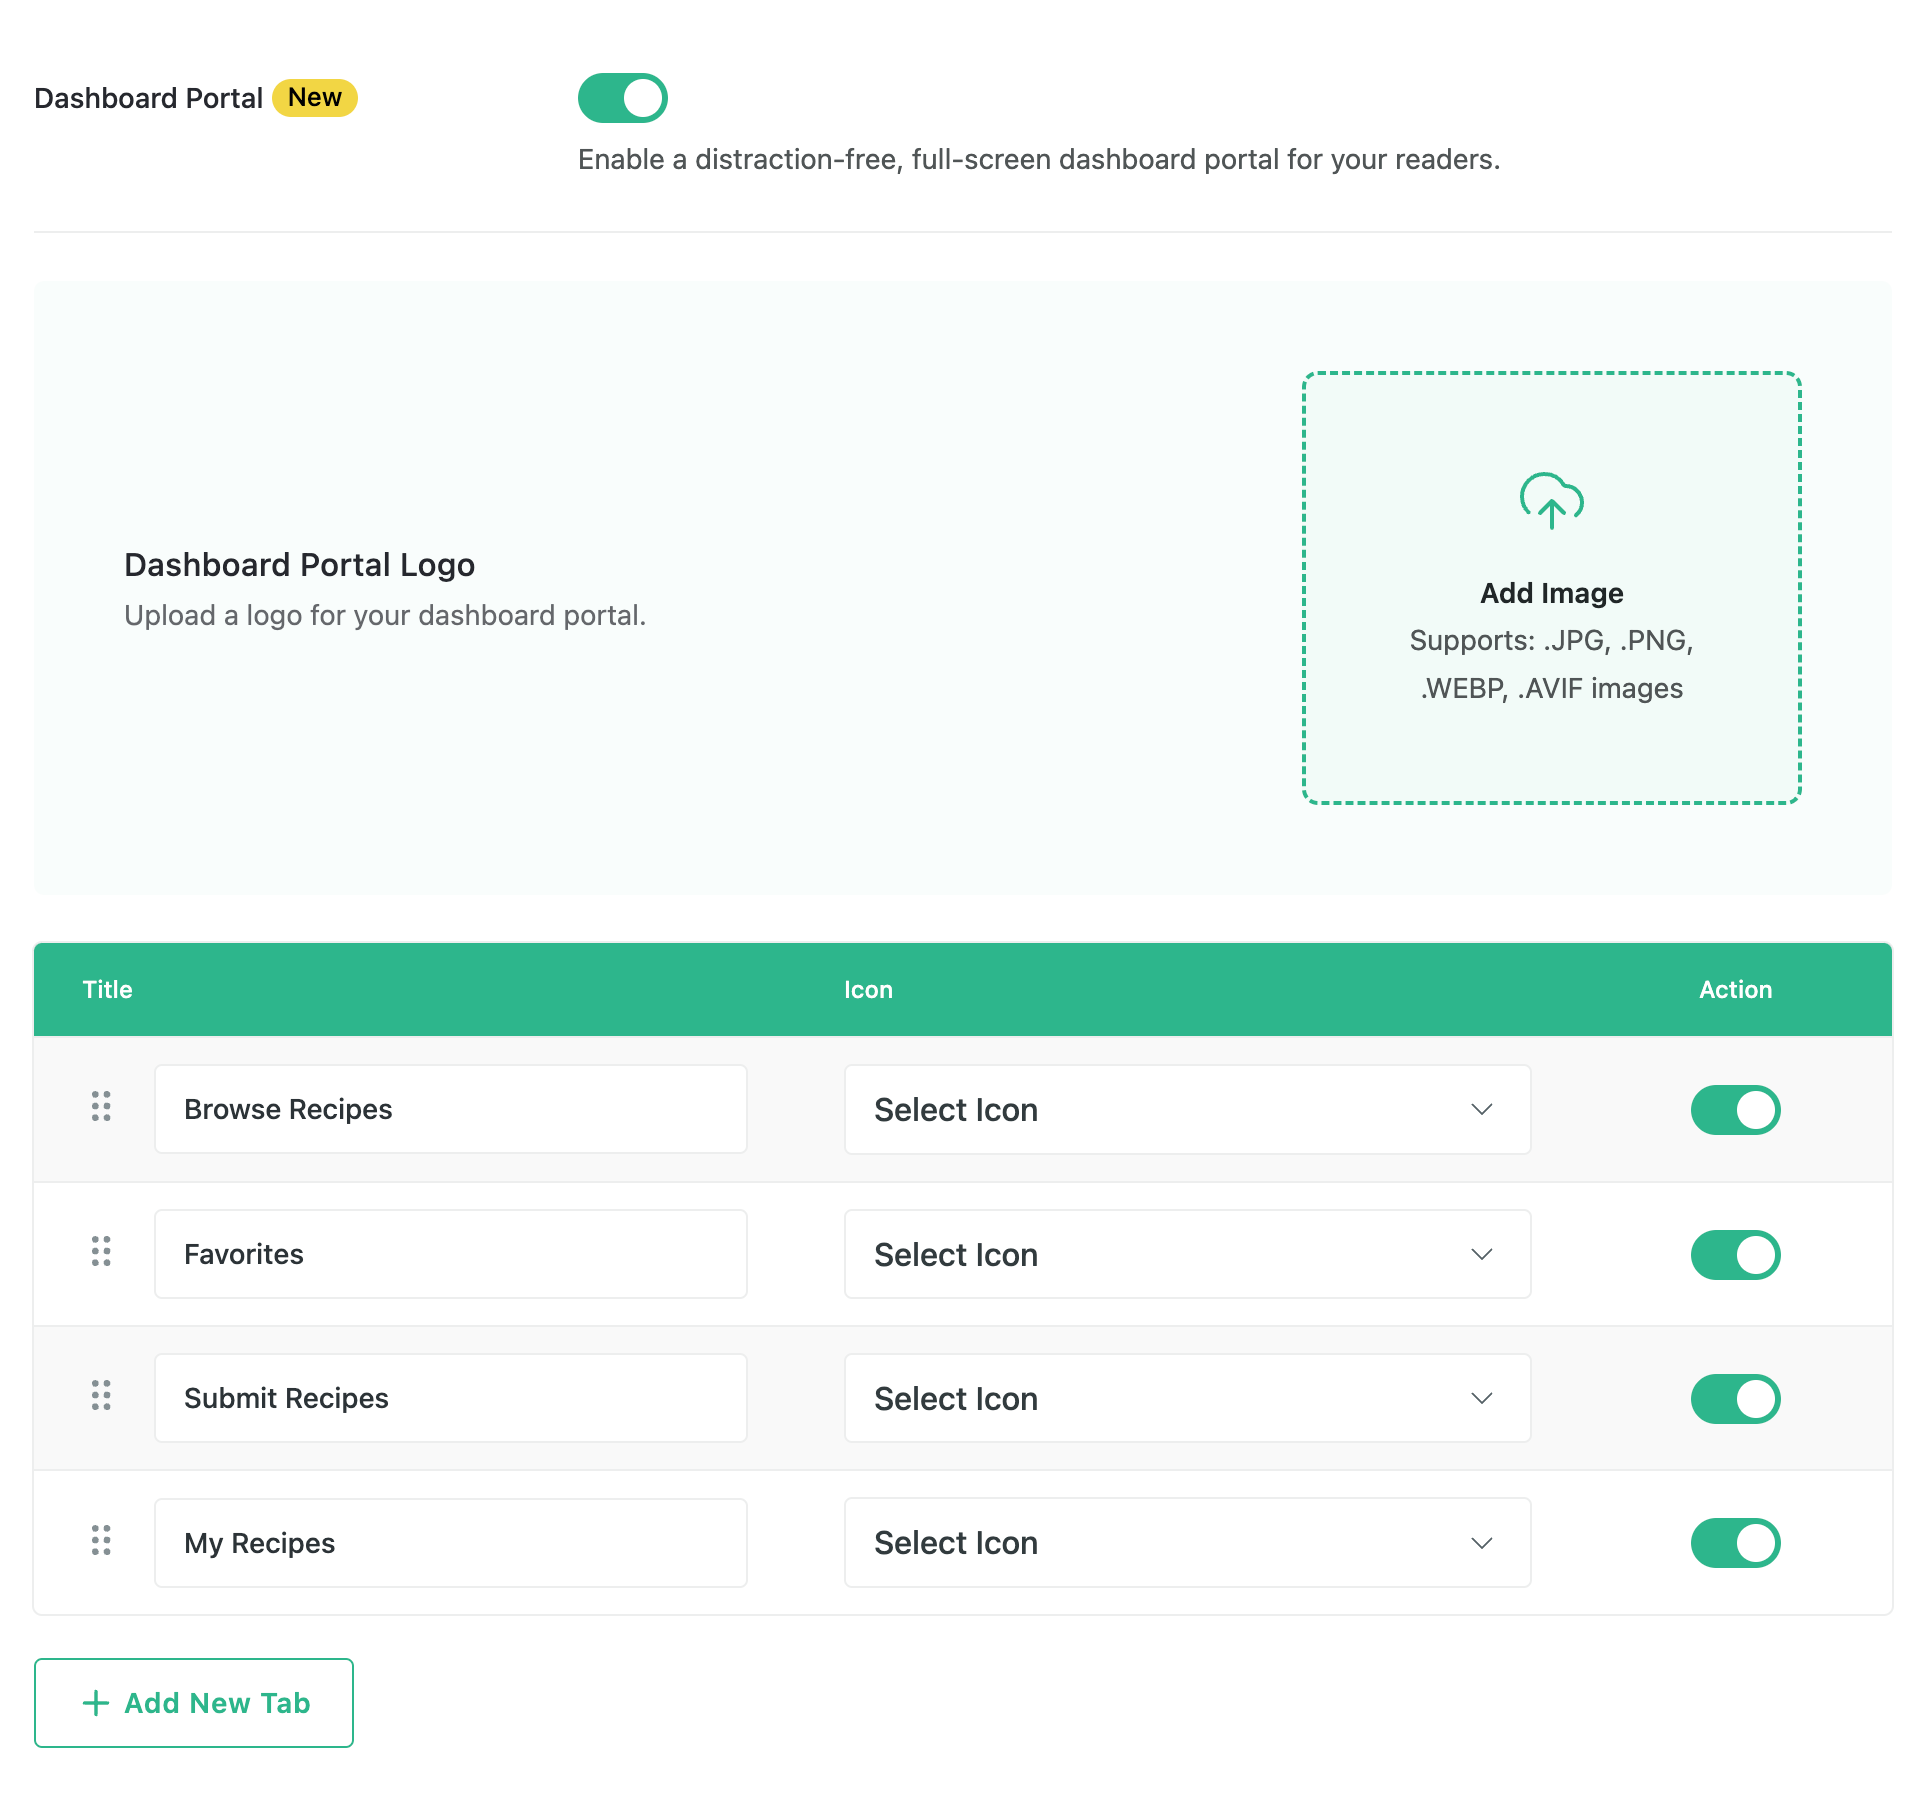 Dashboard Portal New
Enable a distraction-free, full-screen dashboard portal for your readers.
Dashboard Portal Logo
Upload a logo for your dashboard portal.
Add Image
Supports: .JPG, .PNG,
.WEBP, .AVIF images
Title Icon Action
Browse Recipes Select Icon
Favorites Select Icon
Submit Recipes Select Icon
My Recipes Select Icon
Add New Tab